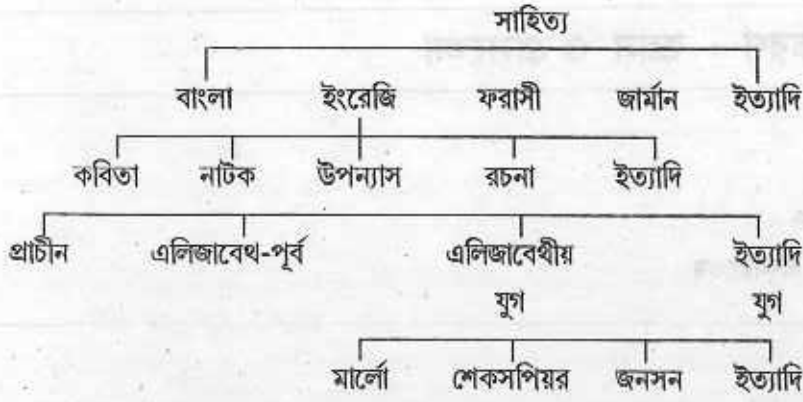 সাহিত্য
বাংলা ইংরেজি ফরাসী জার্মান ইত্যাদি
কবিতা নাটক উপন্যাস রচনা ইত্যাদি
প্রাচীন এলিজাবেথ-পূর্ব এলিজাবেথীয় ইত্যাদি
যুগ যুগ
মার্লো শেকসপিয়র জনসন ইত্যাদি